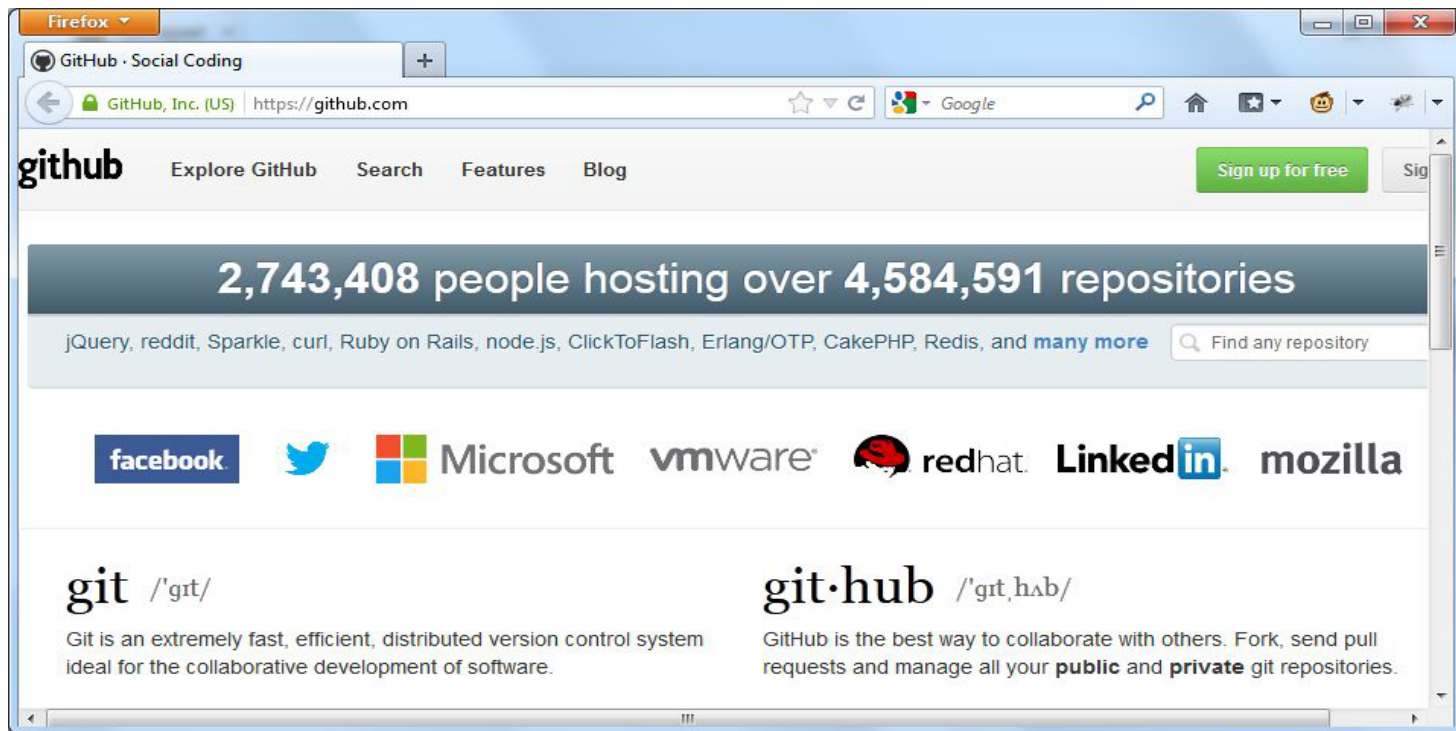 Firefox
GitHub · Social Coding
GitHub, Inc. (US) https://github.com Google
github Explore GitHub Search Features Blog Sign up for free Sig
2,743,408 people hosting over 4,584,591 repositories
jQuery, reddit, Sparkle, curl, Ruby on Rails, node.js, ClickToFlash, Erlang/OTP, CakePHP, Redis, and many more Find any repository
facebook. Microsoft vmware redhat. Linked in. mozilla
git /'gɪt/ git·hub /'gɪt ˌhʌb/
Git is an extremely fast, efficient, distributed version control system GitHub is the best way to collaborate with others. Fork, send pull
ideal for the collaborative development of software. requests and manage all your public and private git repositories.